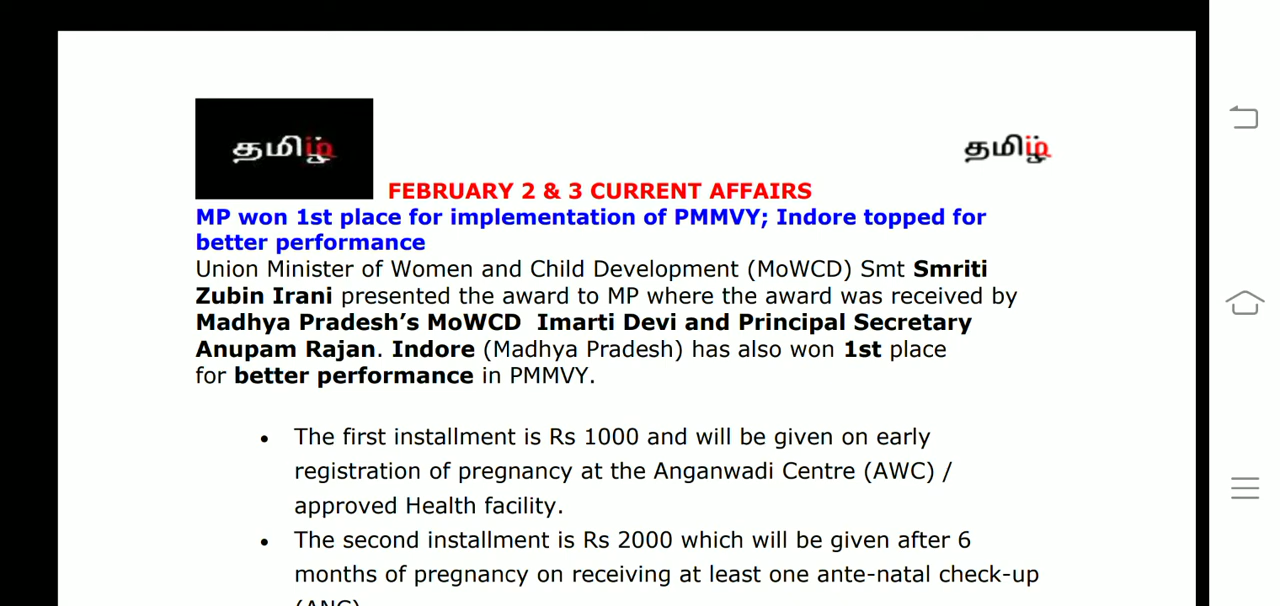 தமிழ்
தமிழ்
FEBRUARY 2 & 3 CURRENT AFFAIRS
MP won 1st place for implementation of PMMVY; Indore topped for
better performance
Union Minister of Women and Child Development (MoWCD) Smt Smriti
Zubin Irani presented the award to MP where the award was received by
Madhya Pradesh’s MoWCD  Imarti Devi and Principal Secretary
Anupam Rajan. Indore (Madhya Pradesh) has also won 1st place
for better performance in PMMVY.
• The first installment is Rs 1000 and will be given on early
registration of pregnancy at the Anganwadi Centre (AWC) /
approved Health facility.
• The second installment is Rs 2000 which will be given after 6
months of pregnancy on receiving at least one ante-natal check-up
(ANC)